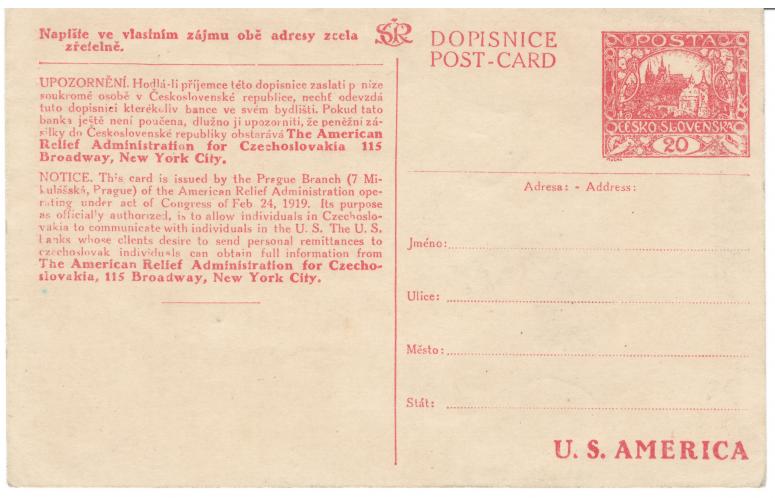 Napište ve vlastním zájmu obě adresy zcela
zřetelně.
UPOZORNĚNÍ. Hodlá-li příjemce této dopisnice zaslati peníze
soukromé osobě v Československé republice, nechť odevzdá
tuto dopisnici kterékoliv bance ve svém bydlišti. Pokud tato
banka ještě není poučena, dlužno ji upozorniti, že peněžní zá-
silky do Československé republiky obstarává The American
Relief Administration for Czechoslovakia 115
Broadway, New York City.
NOTICE. This card is issued by the Prague Branch (7 Mi-
kulášská, Prague) of the American Relief Administration ope-
rating under act of Congress of Feb 24, 1919. Its purpose
as officially authorized, is to allow individuals in Czechoslo-
vakia to communicate with individuals in the U. S. The U. S.
banks whose clients desire to send personal remittances to
czechoslovak individuals can obtain full information from
The American Relief Administration for Czecho-
slovakia, 115 Broadway, New York City.
SČR
DOPISNICE
POST-CARD
POSTA
ČESKO-SLOVENSKÁ
20
MUCHA
Adresa: - Address:
Jméno:
Ulice:
Město:
Stát:
U. S. AMERICA